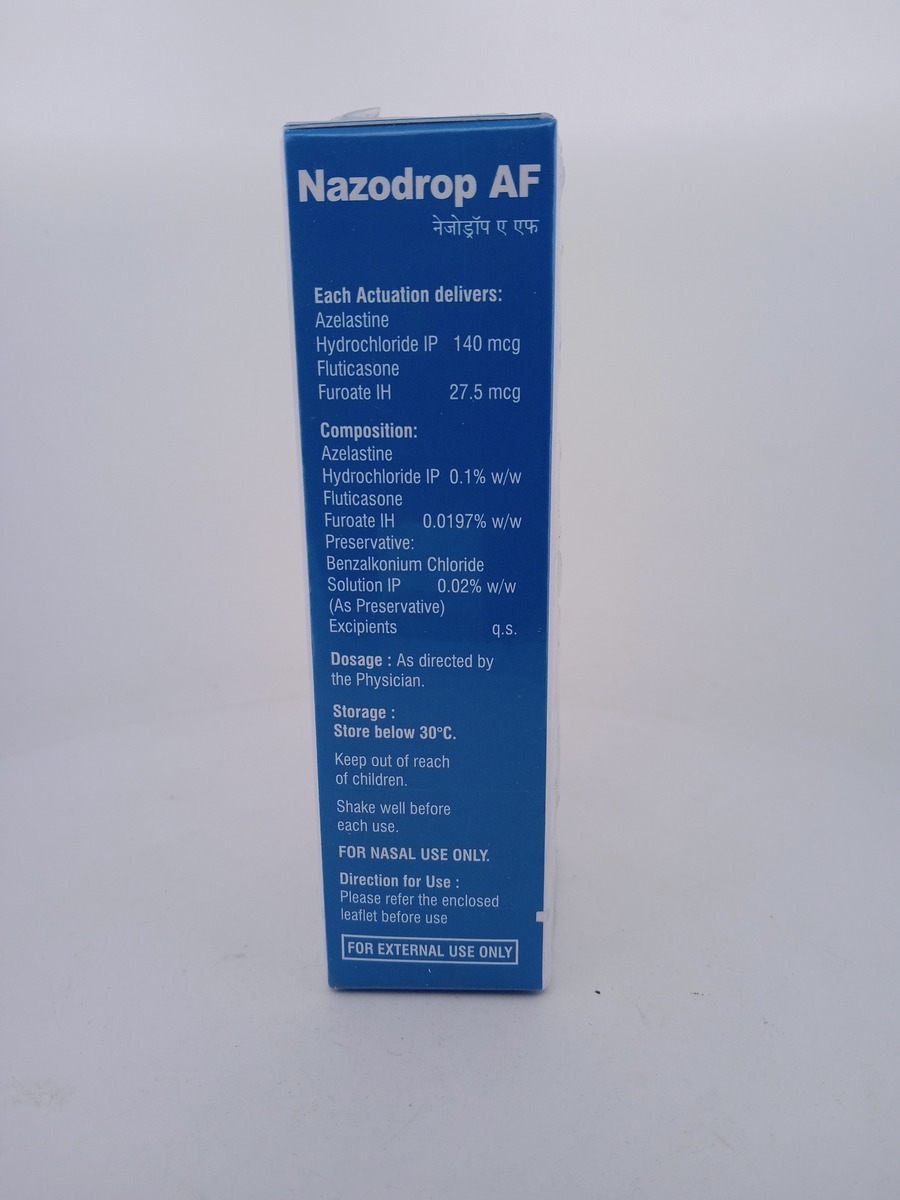 Nazodrop AF
नेजोड्रॉप ए एफ
Each Actuation delivers:
Azelastine
Hydrochloride IP 140 mcg
Fluticasone
Furoate IH 27.5 mcg
Composition:
Azelastine
Hydrochloride IP 0.1% w/w
Fluticasone
Furoate IH 0.0197% w/w
Preservative:
Benzalkonium Chloride
Solution IP 0.02% w/w
(As Preservative)
Excipients q.s.
Dosage : As directed by
the Physician.
Storage :
Store below 30°C.
Keep out of reach
of children.
Shake well before
each use.
FOR NASAL USE ONLY.
Direction for Use :
Please refer the enclosed
leaflet before use
FOR EXTERNAL USE ONLY